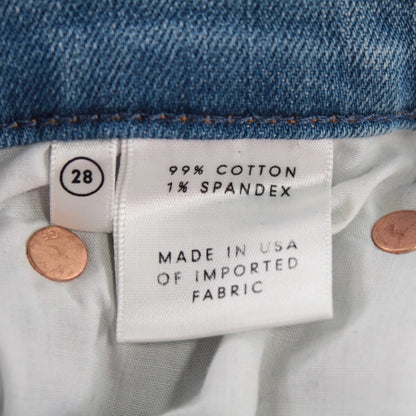 28
99% COTTON
1% SPANDEX
MADE IN USA
OF IMPORTED
FABRIC